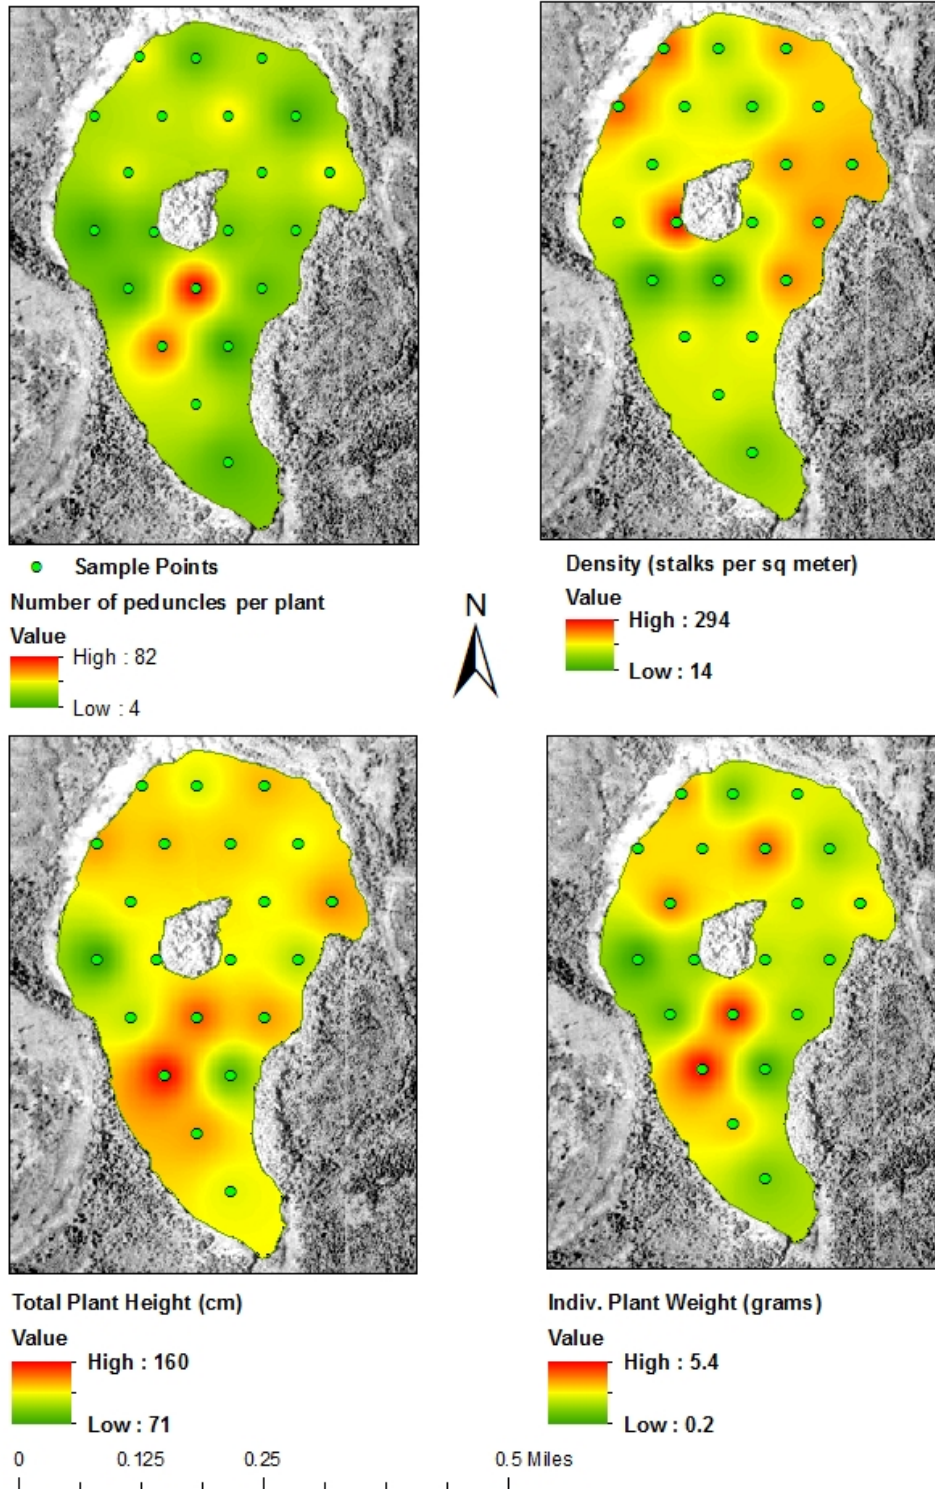 Sample Points
Number of peduncles per plant
Value
High : 82
Low : 4
Density (stalks per sq meter)
Value
High : 294
Low : 14
N
Total Plant Height (cm)
Value
High : 160
Low : 71
Indiv. Plant Weight (grams)
Value
High : 5.4
Low : 0.2
0 0.125 0.25 0.5 Miles